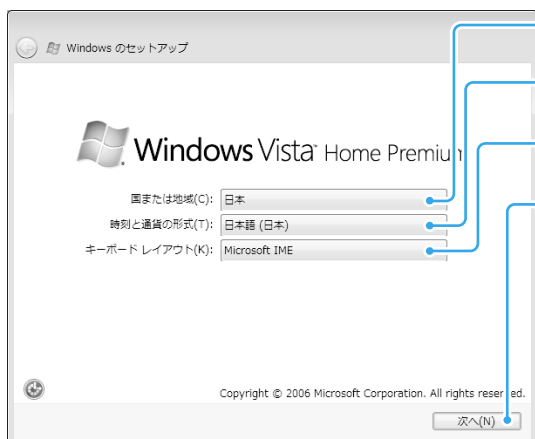 Windows のセットアップ
Windows Vista™ Home Premium
国または地域(C): 日本
時刻と通貨の形式(T): 日本語 (日本)
キーボード レイアウト(K): Microsoft IME
Copyright © 2006 Microsoft Corporation. All rights reserved.
次へ(N)